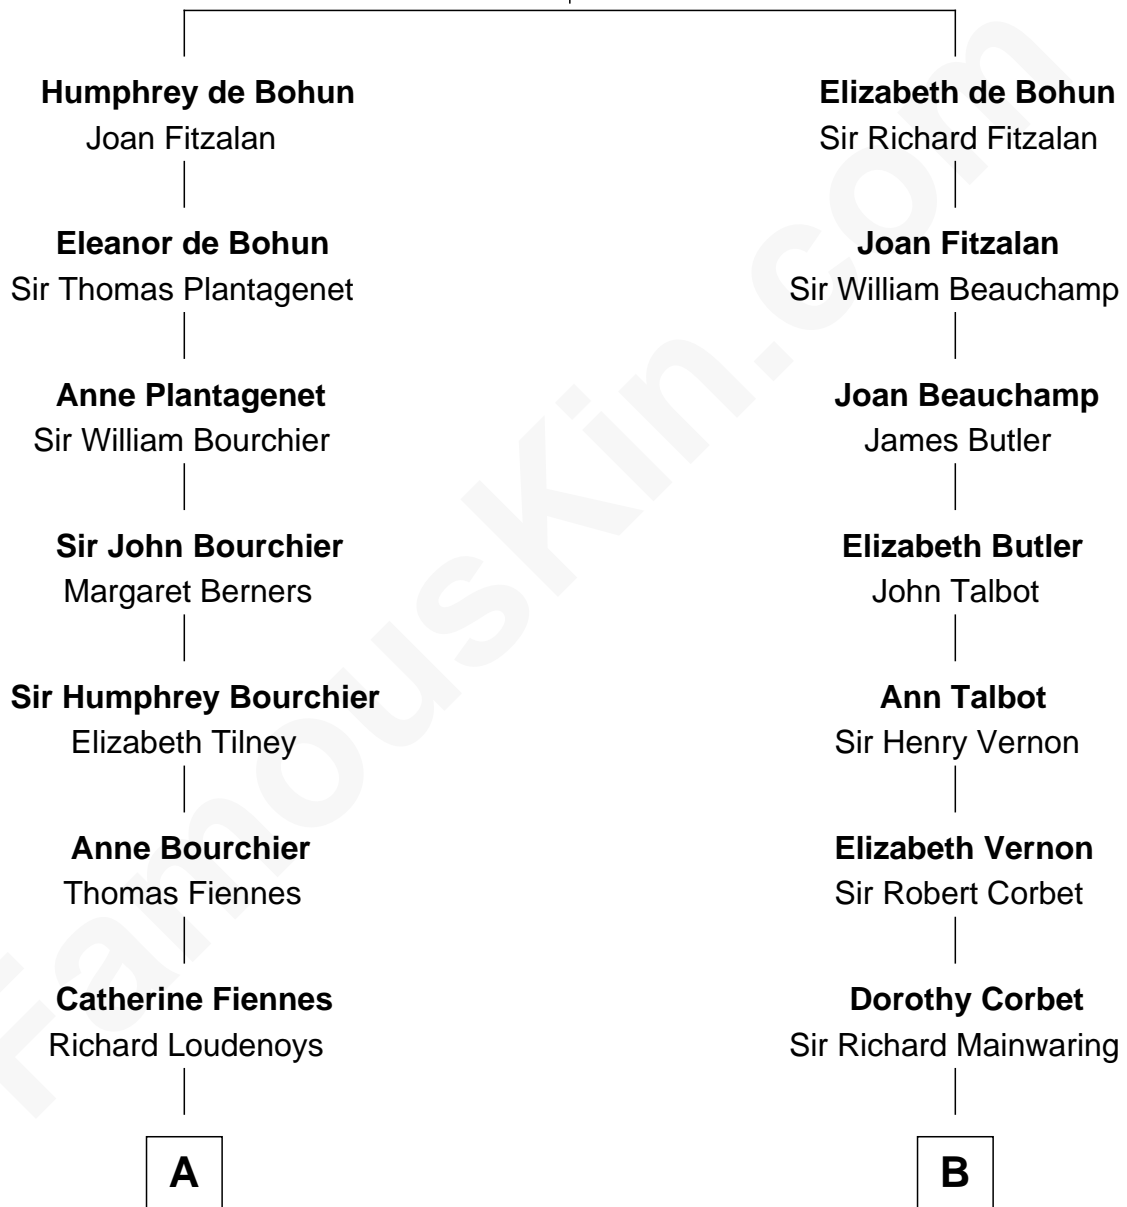 Humphrey de Bohun
Joan Fitzalan
Eleanor de Bohun
Sir Thomas Plantagenet
Anne Plantagenet
Sir William Bourchier
Sir John Bourchier
Margaret Berners
Sir Humphrey Bourchier
Elizabeth Tilney
Anne Bourchier
Thomas Fiennes
Catherine Fiennes
Richard Loudenoys
A
Elizabeth de Bohun
Sir Richard Fitzalan
Joan Fitzalan
Sir William Beauchamp
Joan Beauchamp
James Butler
Elizabeth Butler
John Talbot
Ann Talbot
Sir Henry Vernon
Elizabeth Vernon
Sir Robert Corbet
Dorothy Corbet
Sir Richard Mainwaring
B
FamousKin.com